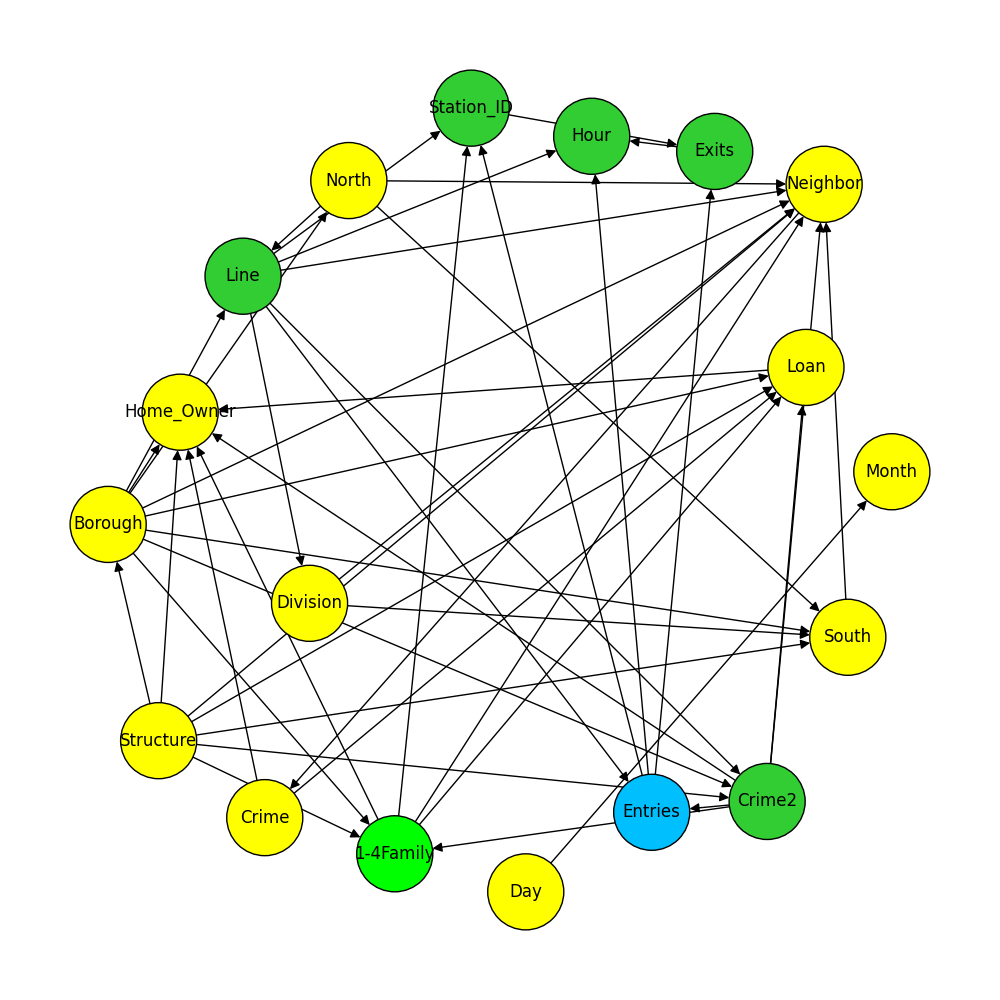 Station_ID
Hour
Exits
North
Neighbor
Line
Loan
Home_Owner
Month
Borough
Division
South
Structure
Crime2
Entries
Crime
1-4Family
Day